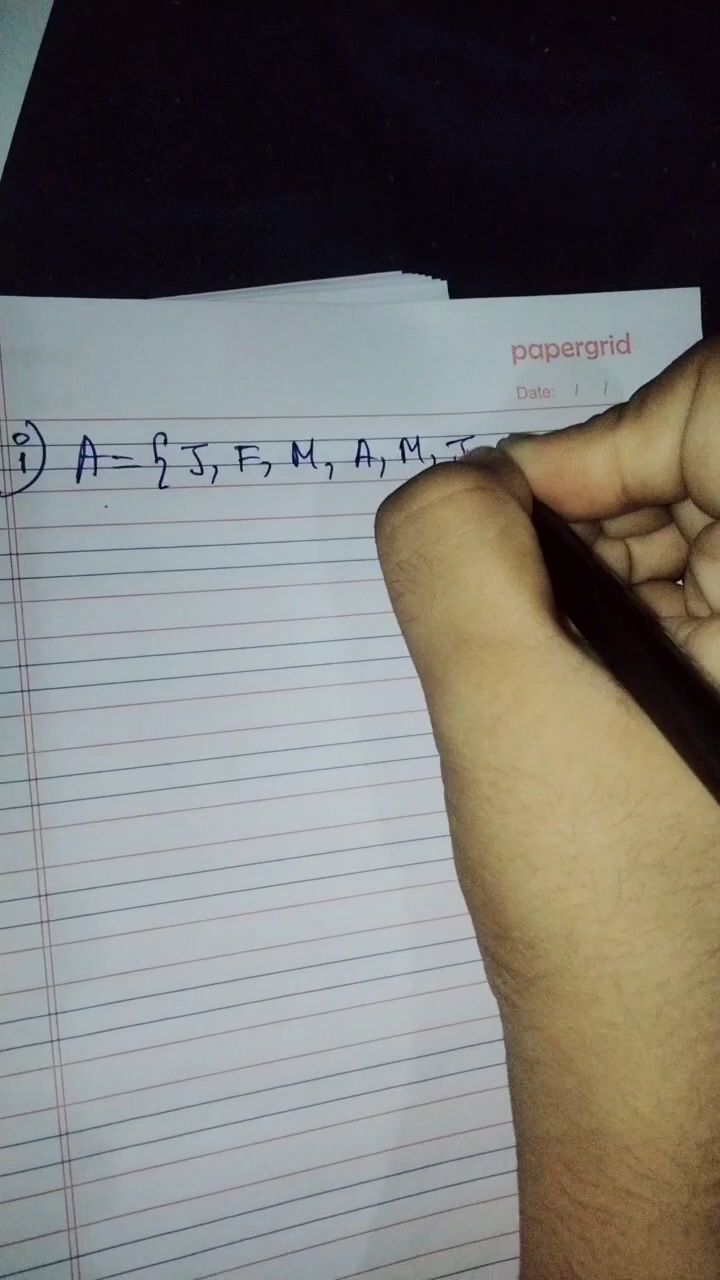 papergrid
Date: / /
i) A = { J, F, M, A, M, J